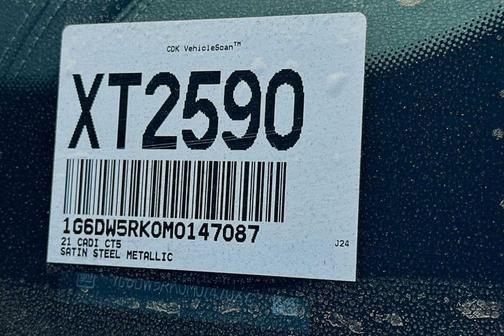 CDK VehicleScan™
XT2590
1G6DW5RK0M0147087
21 CADI CT5
SATIN STEEL METALLIC
J24